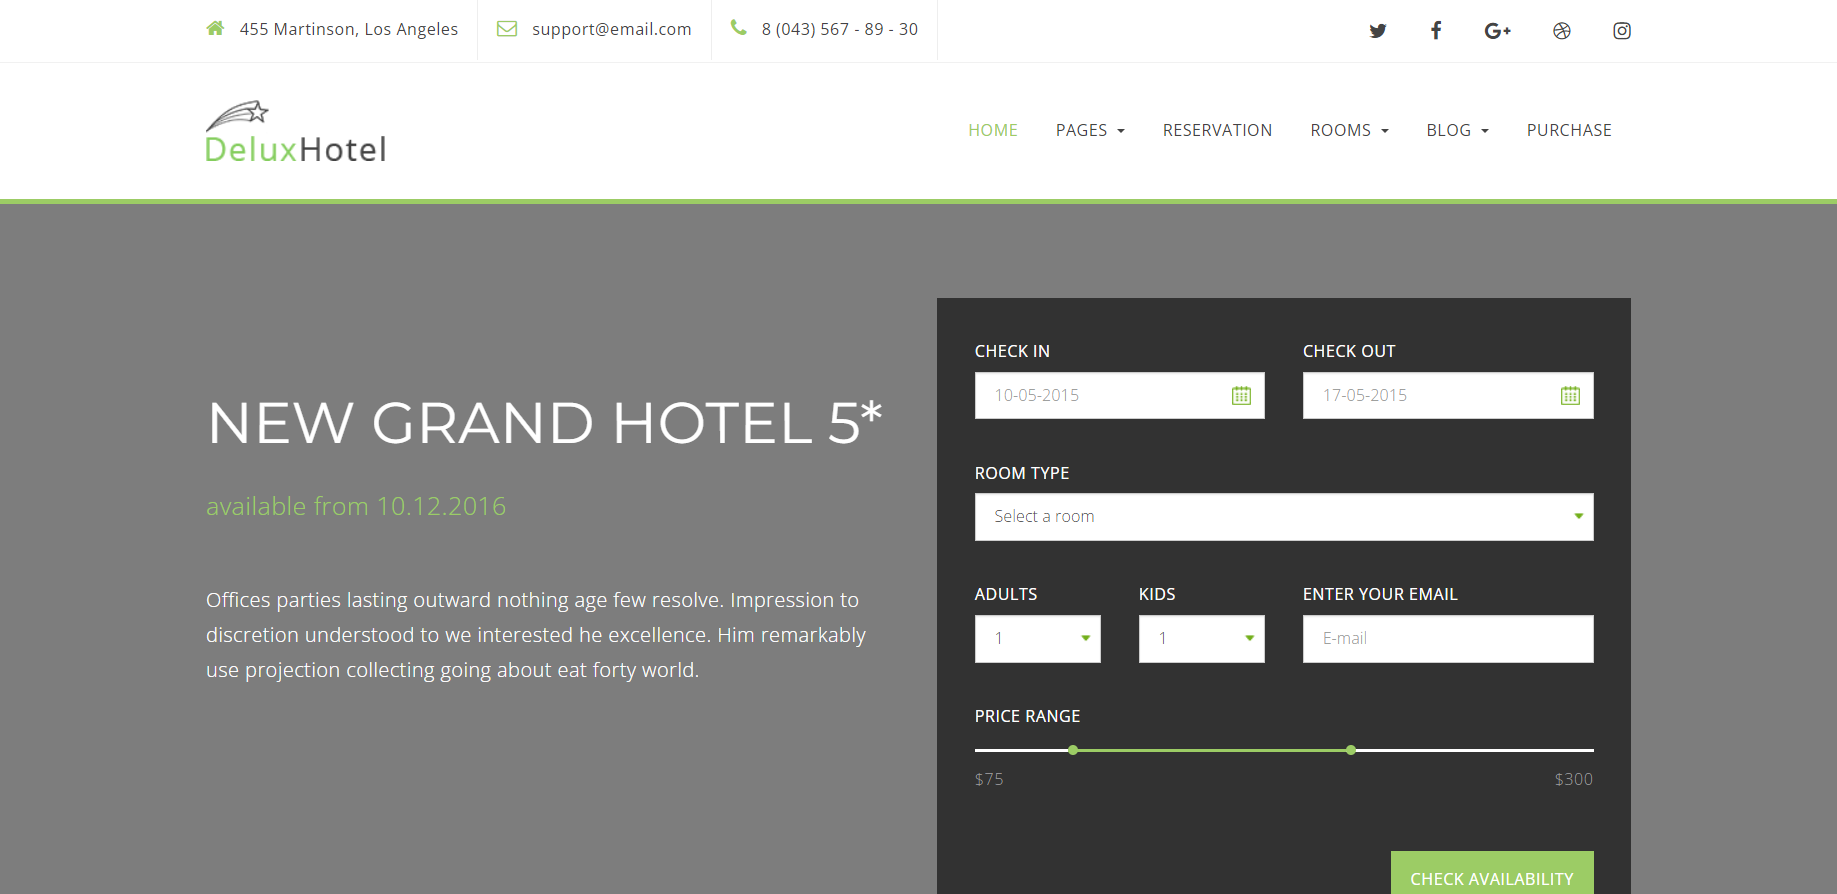 455 Martinson, Los Angeles
support@email.com
8 (043) 567 - 89 - 30
DeluxHotel
HOME
PAGES
RESERVATION
ROOMS
BLOG
PURCHASE
NEW GRAND HOTEL 5*
available from 10.12.2016
Offices parties lasting outward nothing age few resolve. Impression to
discretion understood to we interested he excellence. Him remarkably
use projection collecting going about eat forty world.
CHECK IN
CHECK OUT
10-05-2015
17-05-2015
ROOM TYPE
Select a room
ADULTS
KIDS
ENTER YOUR EMAIL
1
1
E-mail
PRICE RANGE
$75
$300
CHECK AVAILABILITY